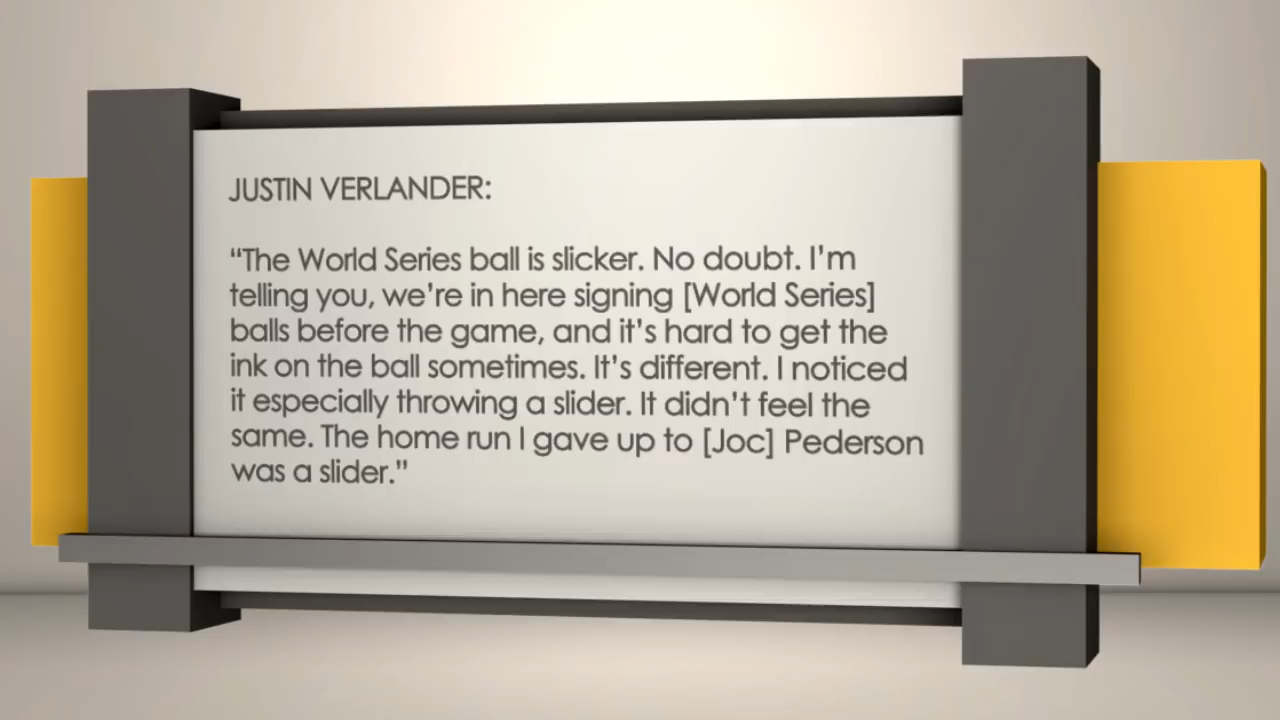 JUSTIN VERLANDER:
“The World Series ball is slicker. No doubt. I’m
telling you, we’re in here signing [World Series]
balls before the game, and it’s hard to get the
ink on the ball sometimes. It’s different. I noticed
it especially throwing a slider. It didn’t feel the
same. The home run I gave up to [Joc] Pederson
was a slider.”